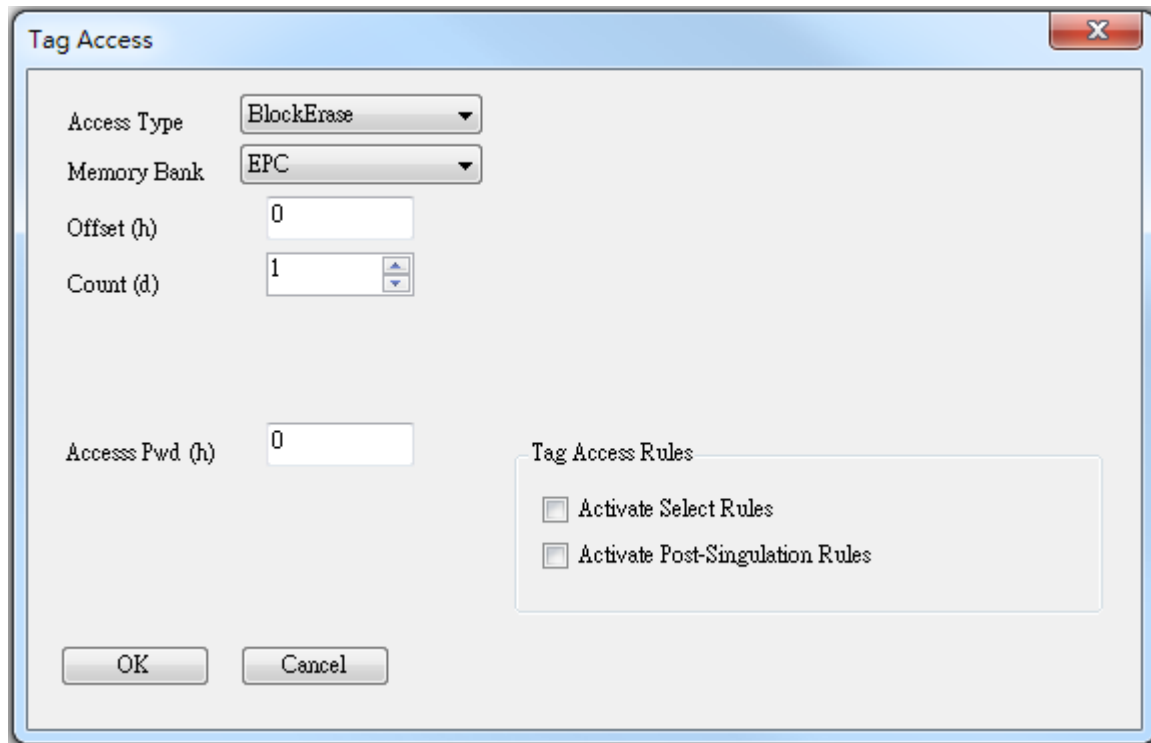 Tag Access
Access Type BlockErase
Memory Bank EPC
Offset (h) 0
Count (d) 1
Accesss Pwd (h) 0
Tag Access Rules
Activate Select Rules
Activate Post-Singulation Rules
OK Cancel